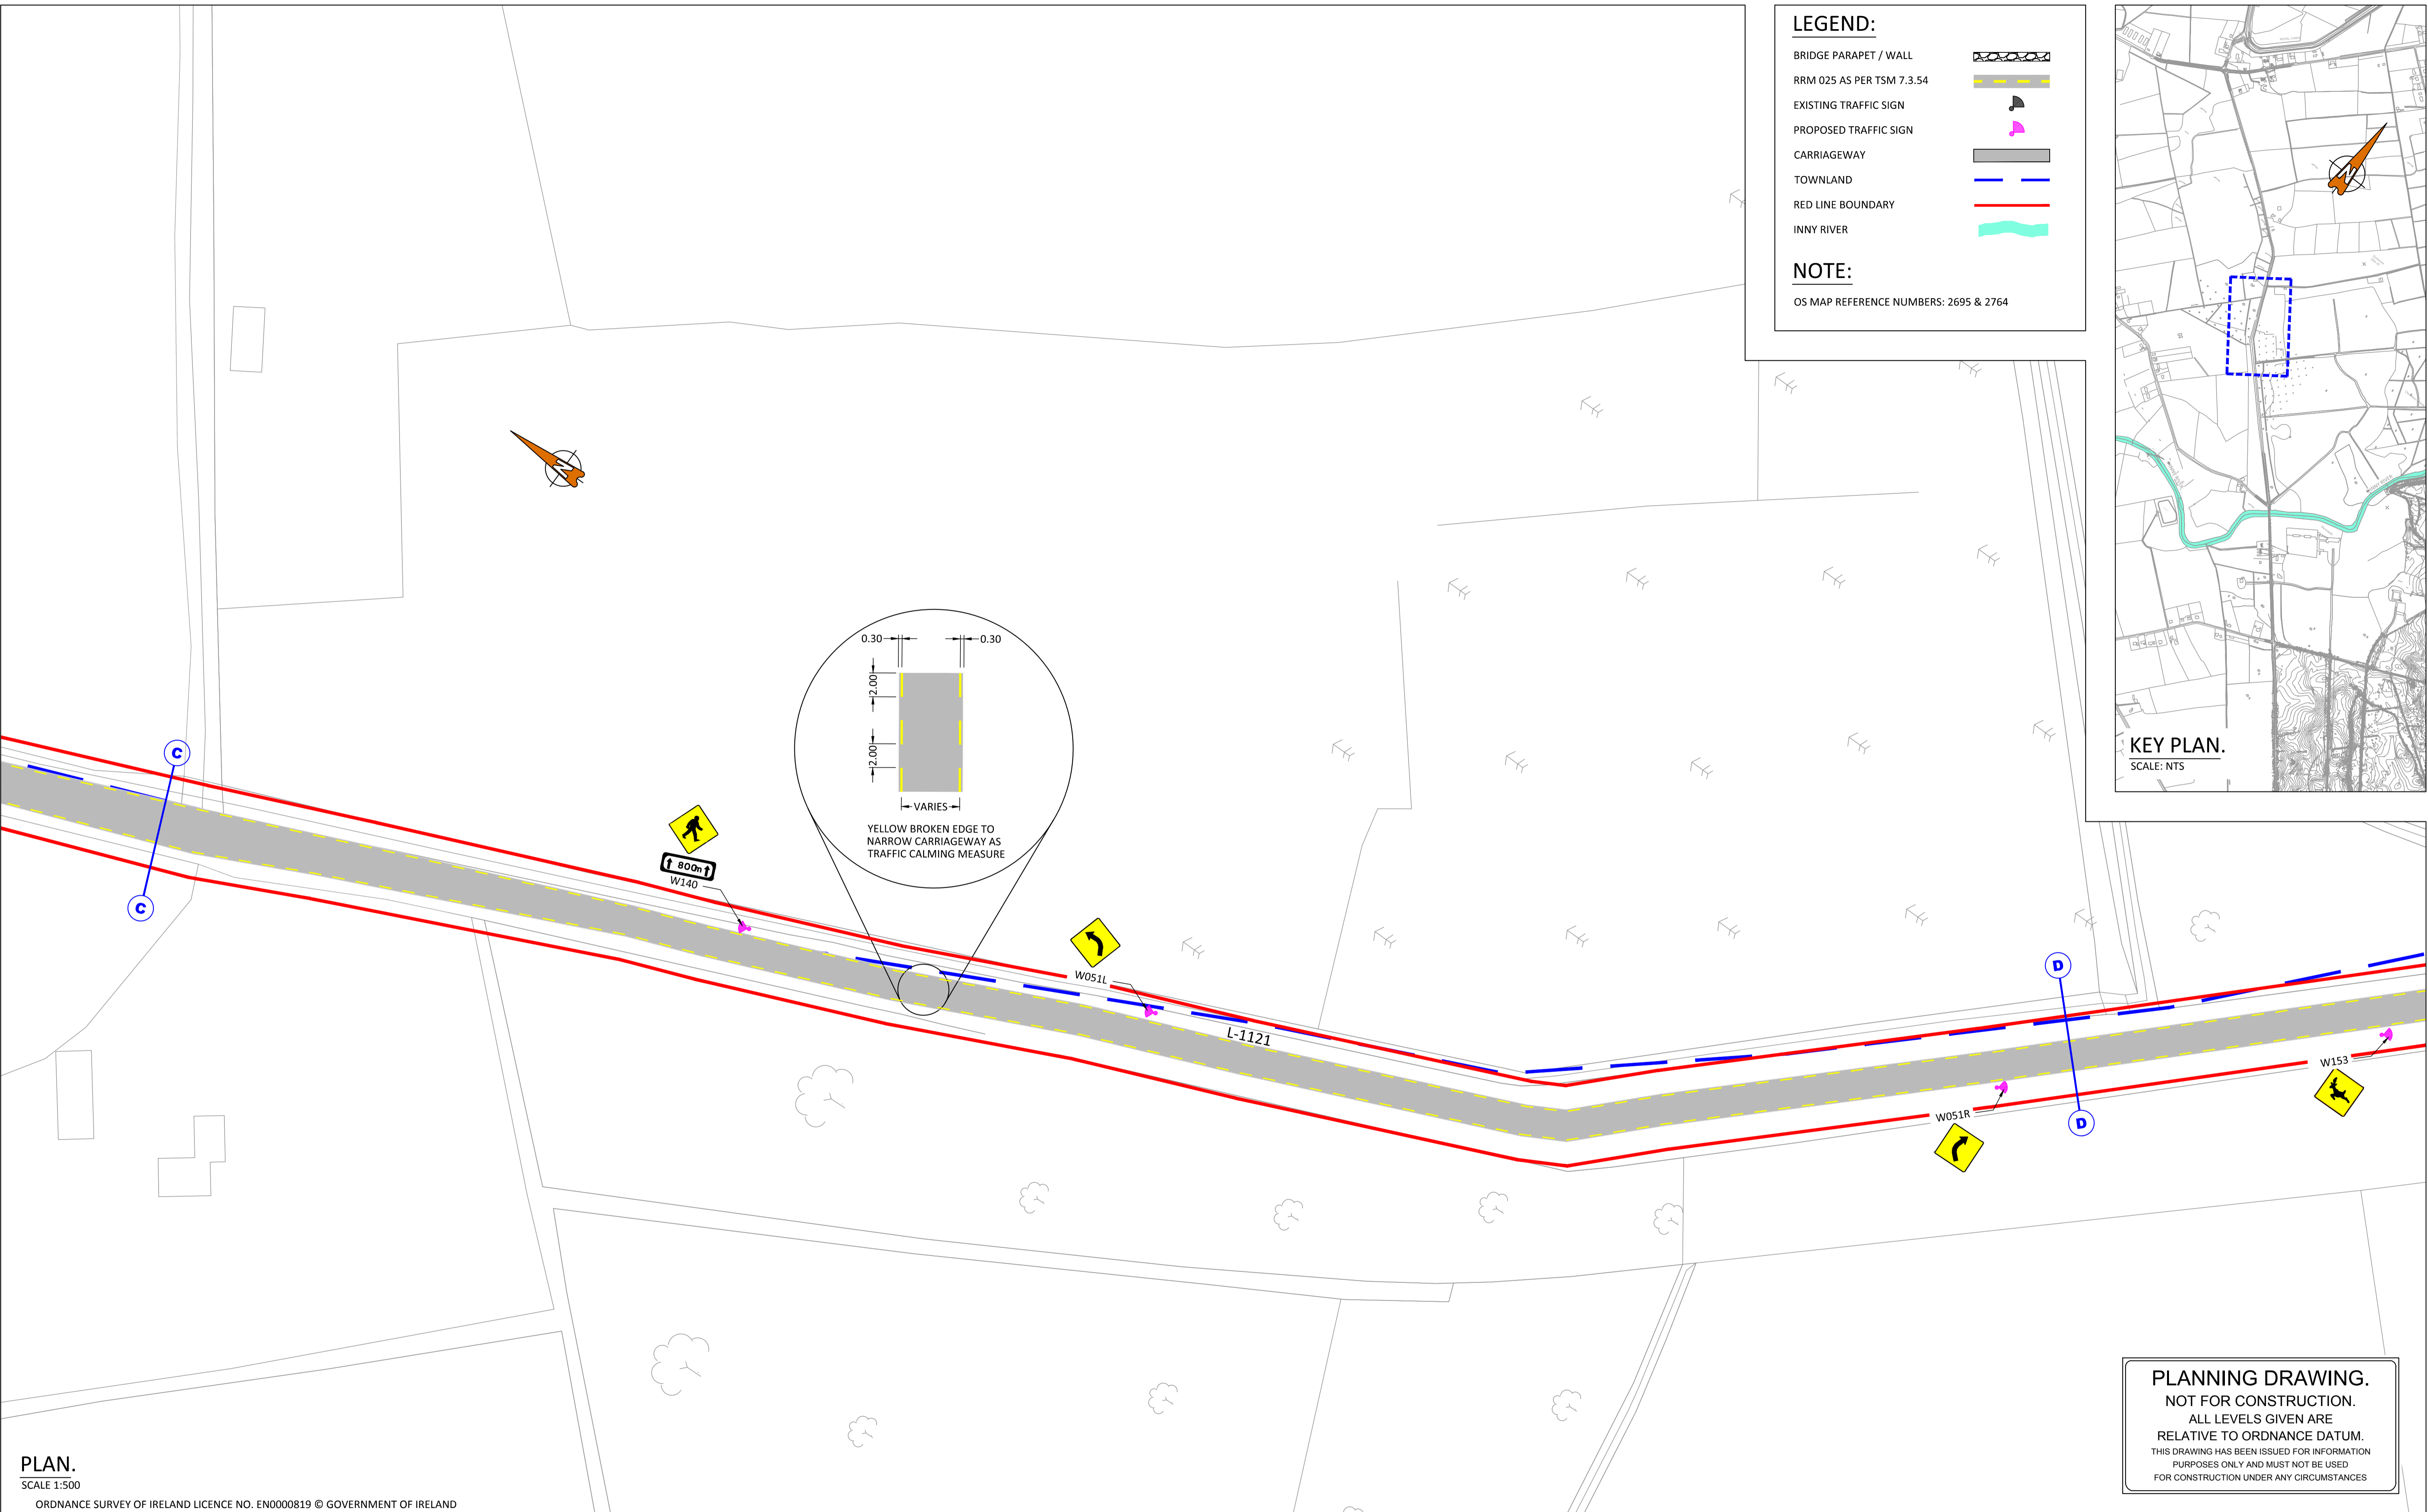 LEGEND:
BRIDGE PARAPET / WALL
RRM 025 AS PER TSM 7.3.54
EXISTING TRAFFIC SIGN
PROPOSED TRAFFIC SIGN
CARRIAGEWAY
TOWNLAND
RED LINE BOUNDARY
INNY RIVER
NOTE:
OS MAP REFERENCE NUMBERS: 2695 & 2764
N
KEY PLAN.
SCALE: NTS
N
0.30
0.30
2.00
2.00
VARIES
YELLOW BROKEN EDGE TO
NARROW CARRIAGEWAY AS
TRAFFIC CALMING MEASURE
C
C
800m
W140
W051L
L-1121
D
D
W051R
W153
PLANNING DRAWING.
NOT FOR CONSTRUCTION.
ALL LEVELS GIVEN ARE
RELATIVE TO ORDNANCE DATUM.
THIS DRAWING HAS BEEN ISSUED FOR INFORMATION
PURPOSES ONLY AND MUST NOT BE USED
FOR CONSTRUCTION UNDER ANY CIRCUMSTANCES
PLAN.
SCALE 1:500
ORDNANCE SURVEY OF IRELAND LICENCE NO. EN0000819 © GOVERNMENT OF IRELAND